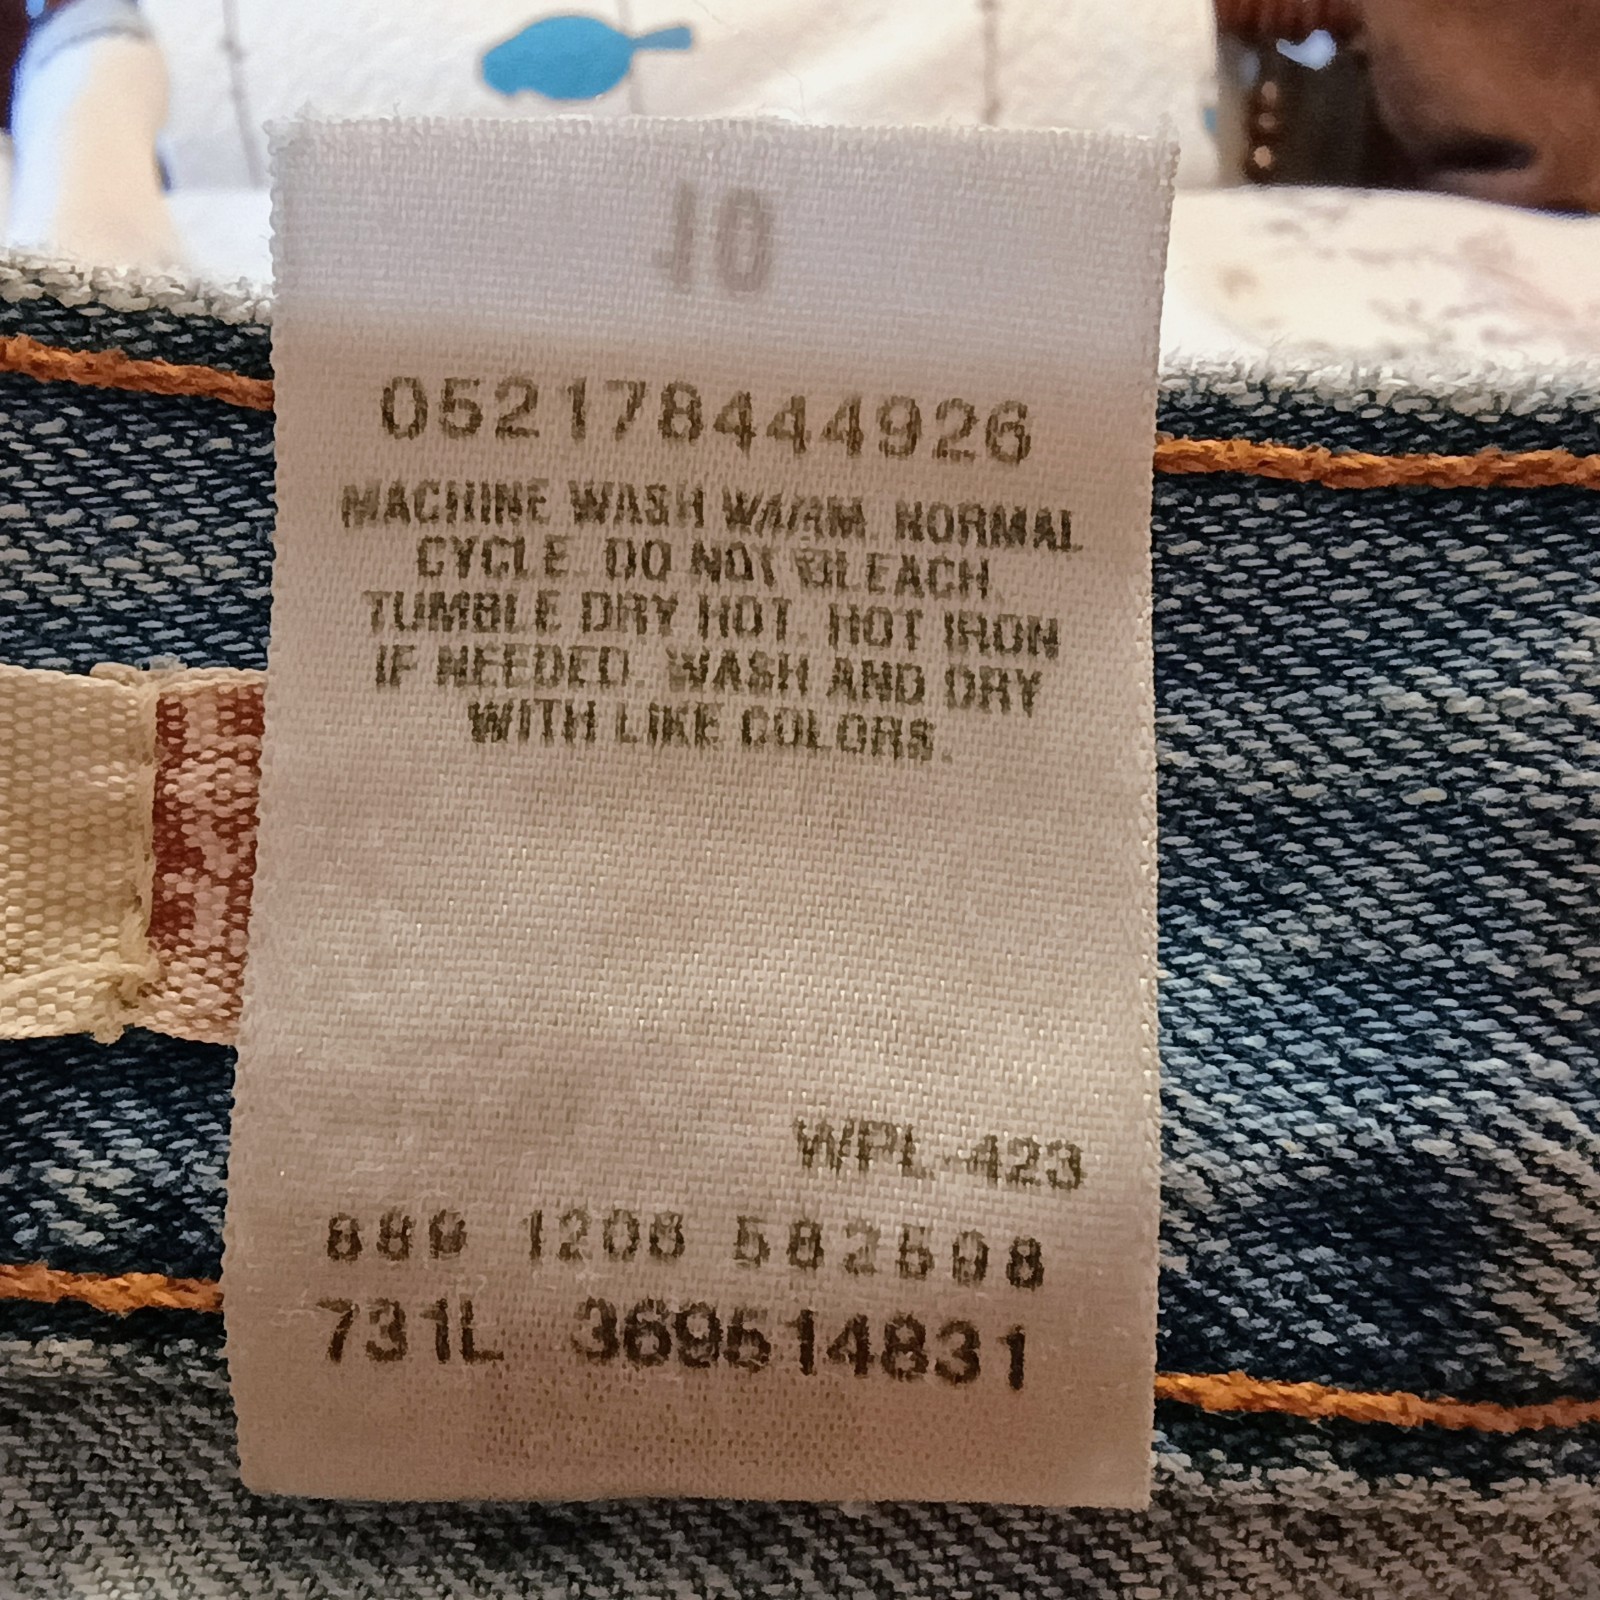 10
052178444926
MACHINE WASH WARM. NORMAL
CYCLE. DO NOT BLEACH.
TUMBLE DRY HOT. HOT IRON
IF NEEDED. WASH AND DRY
WITH LIKE COLORS.
WPL-423
1206
731L 369514831